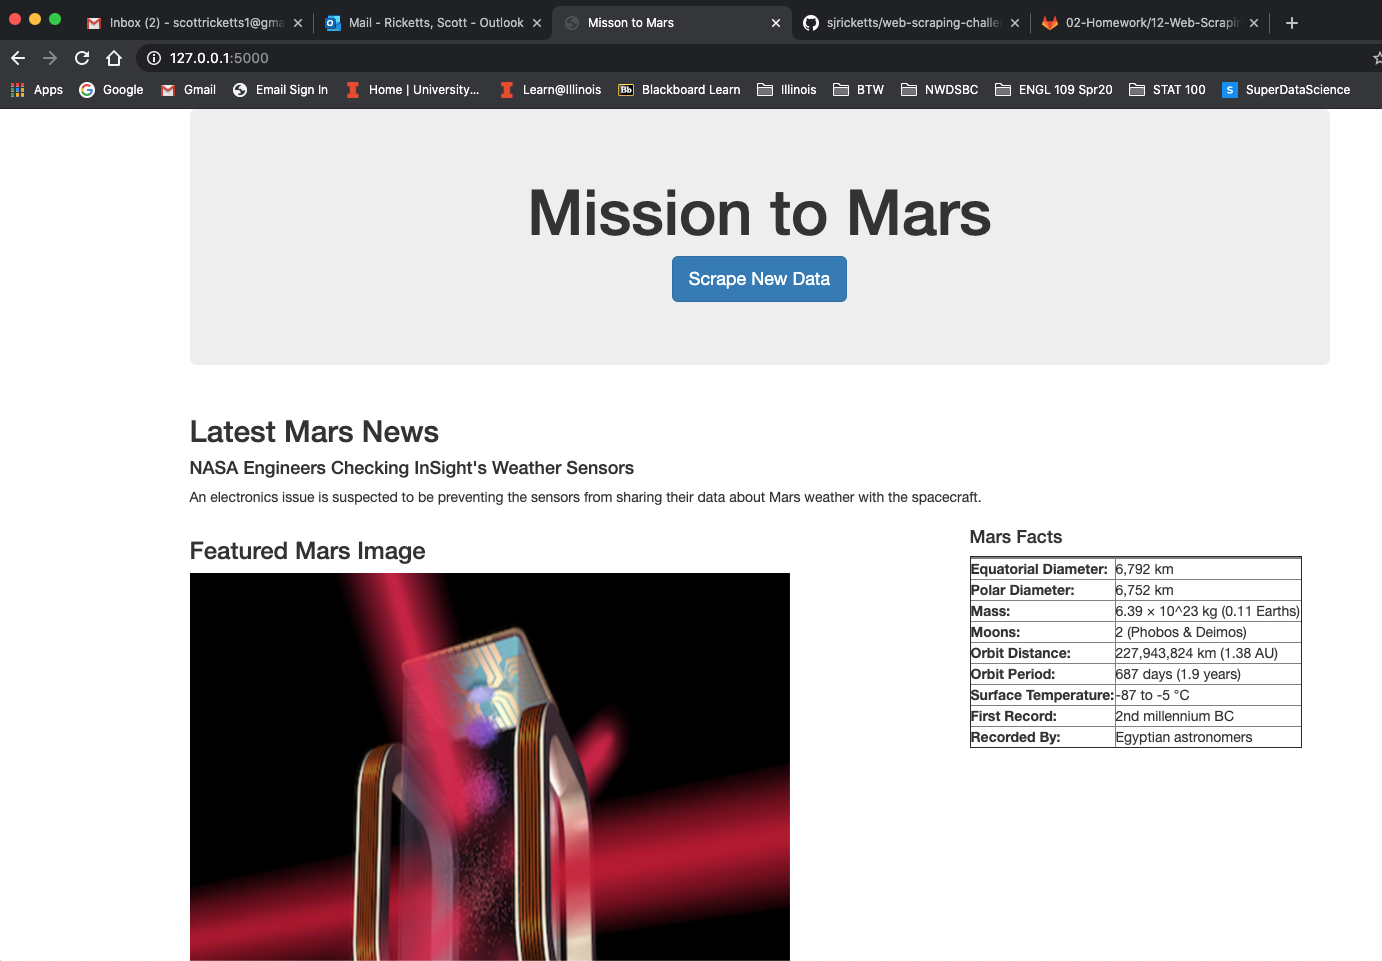 Inbox (2) - scottricketts1@gma
Mail - Ricketts, Scott - Outlook
Misson to Mars
sjricketts/web-scraping-challe
02-Homework/12-Web-Scrapin
127.0.0.1:5000
Apps
Google
Gmail
Email Sign In
Home | University...
Learn@Illinois
Bb Blackboard Learn
Illinois
BTW
NWDSBC
ENGL 109 Spr20
STAT 100
S SuperDataScience
Mission to Mars
Scrape New Data
Latest Mars News
NASA Engineers Checking InSight's Weather Sensors
An electronics issue is suspected to be preventing the sensors from sharing their data about Mars weather with the spacecraft.
Featured Mars Image
Mars Facts
Equatorial Diameter: 6,792 km
Polar Diameter: 6,752 km
Mass: 6.39 × 10^23 kg (0.11 Earths)
Moons: 2 (Phobos & Deimos)
Orbit Distance: 227,943,824 km (1.38 AU)
Orbit Period: 687 days (1.9 years)
Surface Temperature: -87 to -5 °C
First Record: 2nd millennium BC
Recorded By: Egyptian astronomers